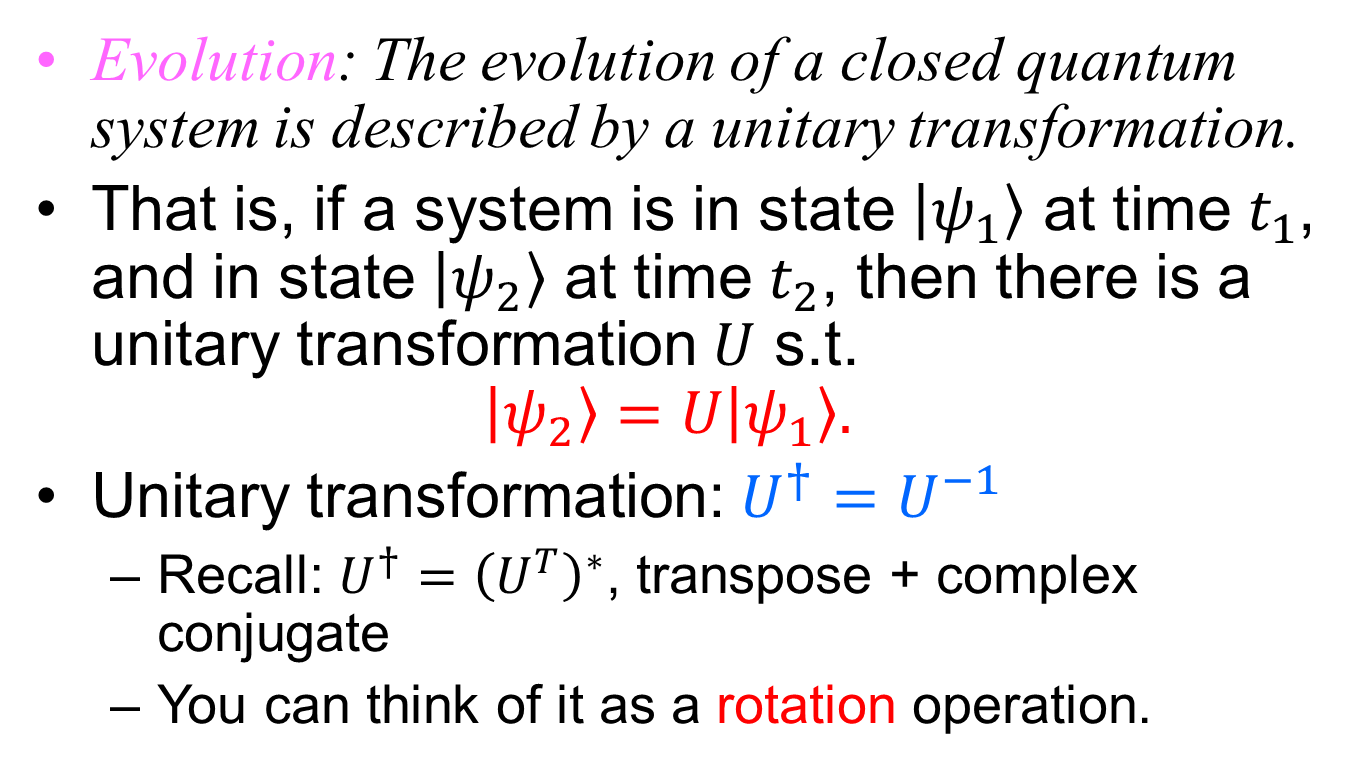 • Evolution: The evolution of a closed quantum
system is described by a unitary transformation.
• That is, if a system is in state |𝜓₁⟩ at time 𝑡₁,
and in state |𝜓₂⟩ at time 𝑡₂, then there is a
unitary transformation 𝑈 s.t.
|𝜓₂⟩ = 𝑈|𝜓₁⟩.
• Unitary transformation: 𝑈† = 𝑈⁻¹
– Recall: 𝑈† = (𝑈ᵀ)*, transpose + complex
conjugate
– You can think of it as a rotation operation.